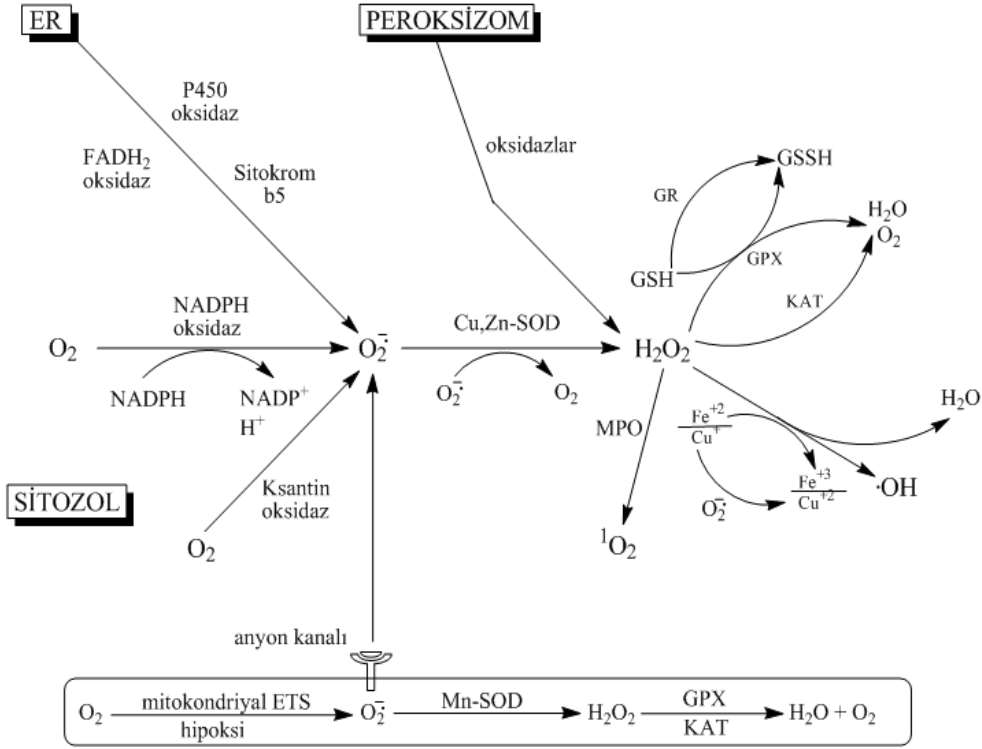 ER
PEROKSİZOM
P450
oksidaz
FADH₂
oksidaz
Sitokrom
b5
oksidazlar
GSSH
GR
H₂O
O₂
GSH
GPX
KAT
NADPH
oksidaz
Cu,Zn-SOD
O₂
O₂⁻·
H₂O₂
NADPH
NADP⁺
H⁺
O₂⁻·
O₂
MPO
Fe⁺²
Cu⁺
H₂O
Fe⁺³
Cu⁺²
·OH
O₂⁻·
¹O₂
SİTOZOL
Ksantin
oksidaz
O₂
anyon kanalı
O₂
mitokondriyal ETS
hipoksi
O₂⁻·
Mn-SOD
H₂O₂
GPX
KAT
H₂O + O₂